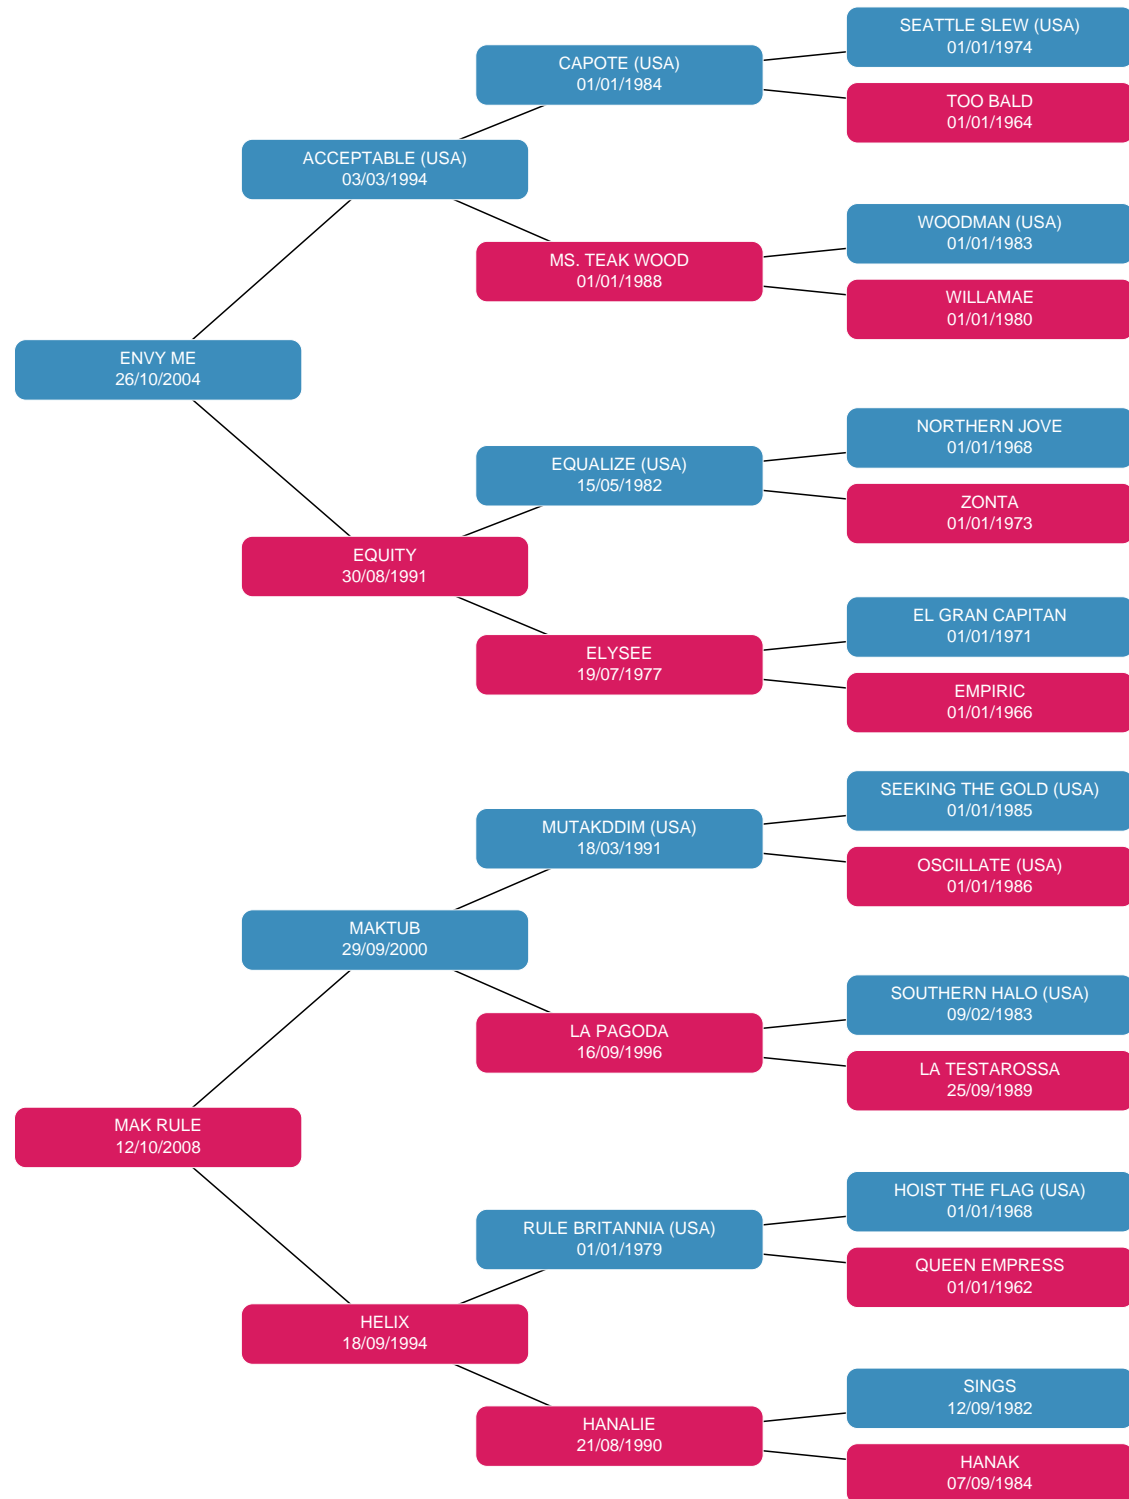 SEATTLE SLEW (USA)
01/01/1974
CAPOTE (USA)
01/01/1984
TOO BALD
01/01/1964
ACCEPTABLE (USA)
03/03/1994
WOODMAN (USA)
01/01/1983
MS. TEAK WOOD
01/01/1988
WILLAMAE
01/01/1980
ENVY ME
26/10/2004
NORTHERN JOVE
01/01/1968
EQUALIZE (USA)
15/05/1982
ZONTA
01/01/1973
EQUITY
30/08/1991
EL GRAN CAPITAN
01/01/1971
ELYSEE
19/07/1977
EMPIRIC
01/01/1966
SEEKING THE GOLD (USA)
01/01/1985
MUTAKDDIM (USA)
18/03/1991
OSCILLATE (USA)
01/01/1986
MAKTUB
29/09/2000
SOUTHERN HALO (USA)
09/02/1983
LA PAGODA
16/09/1996
LA TESTAROSSA
25/09/1989
MAK RULE
12/10/2008
HOIST THE FLAG (USA)
01/01/1968
RULE BRITANNIA (USA)
01/01/1979
QUEEN EMPRESS
01/01/1962
HELIX
18/09/1994
SINGS
12/09/1982
HANALIE
21/08/1990
HANAK
07/09/1984